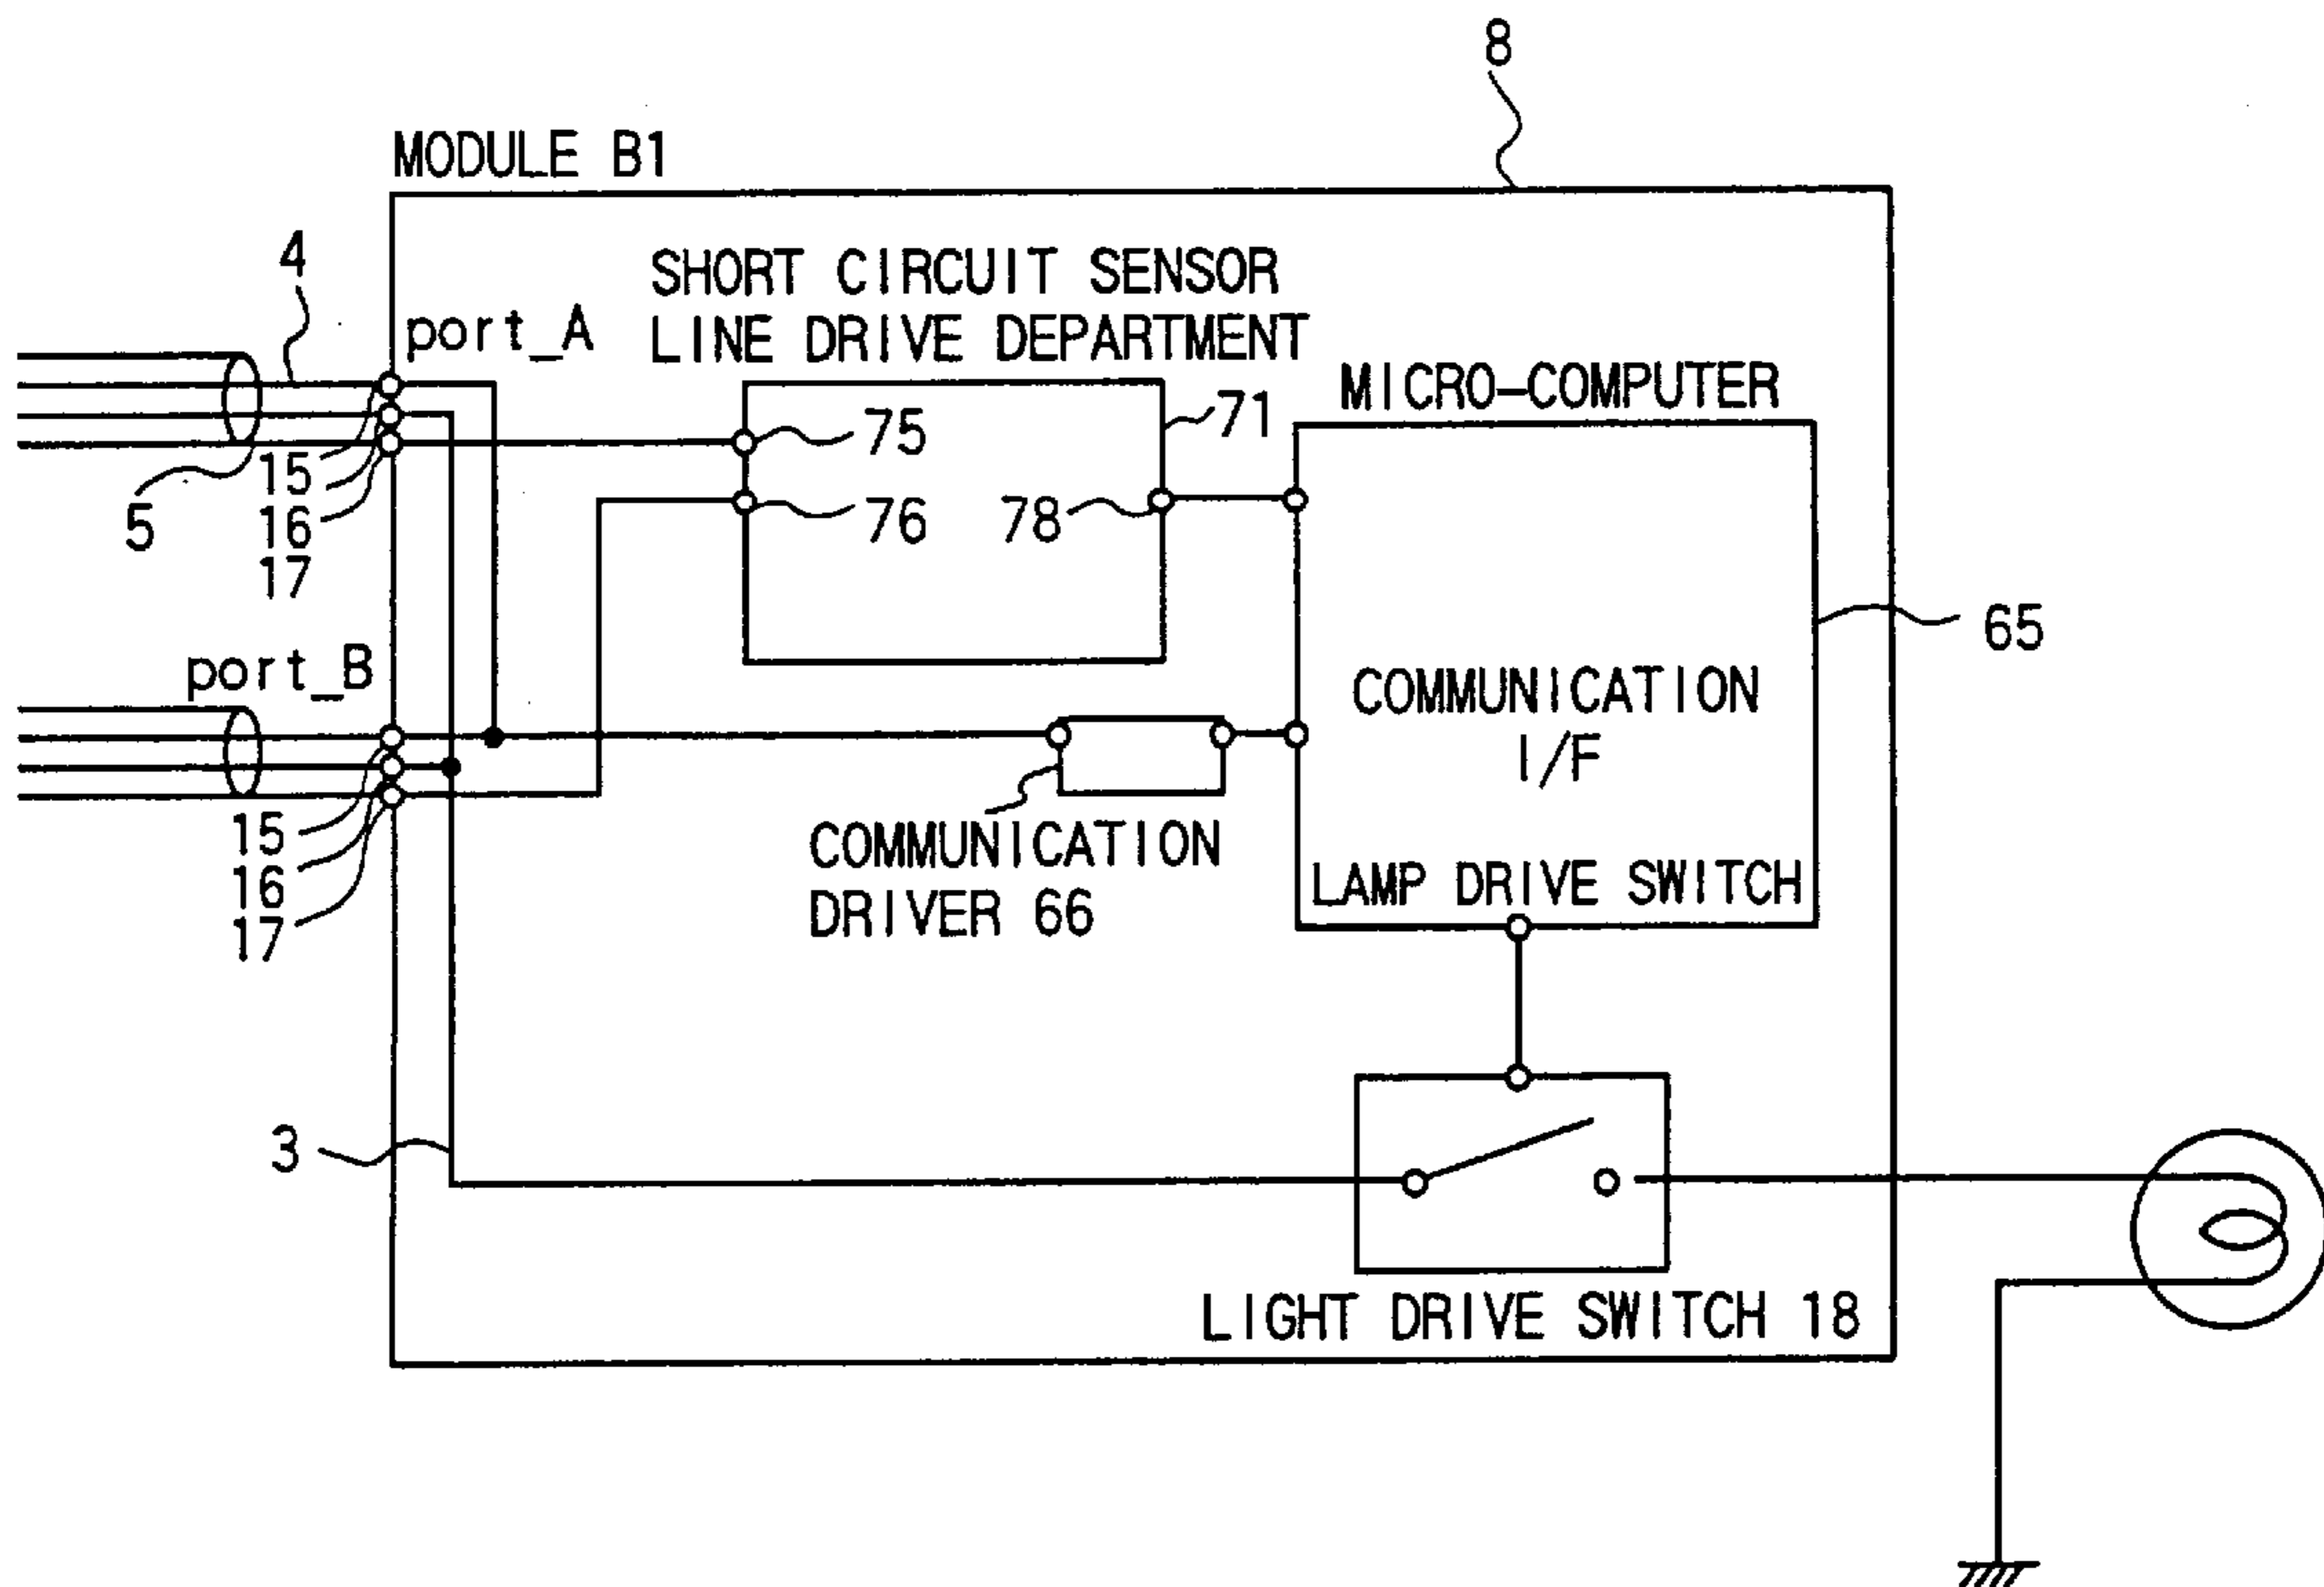 8
MODULE B1
4
port_A
SHORT CIRCUIT SENSOR
LINE DRIVE DEPARTMENT
MICRO-COMPUTER
75
71
15
5
16
76
78
17
65
port_B
COMMUNICATION
I/F
15
16
17
COMMUNICATION
DRIVER 66
LAMP DRIVE SWITCH
3
LIGHT DRIVE SWITCH 18